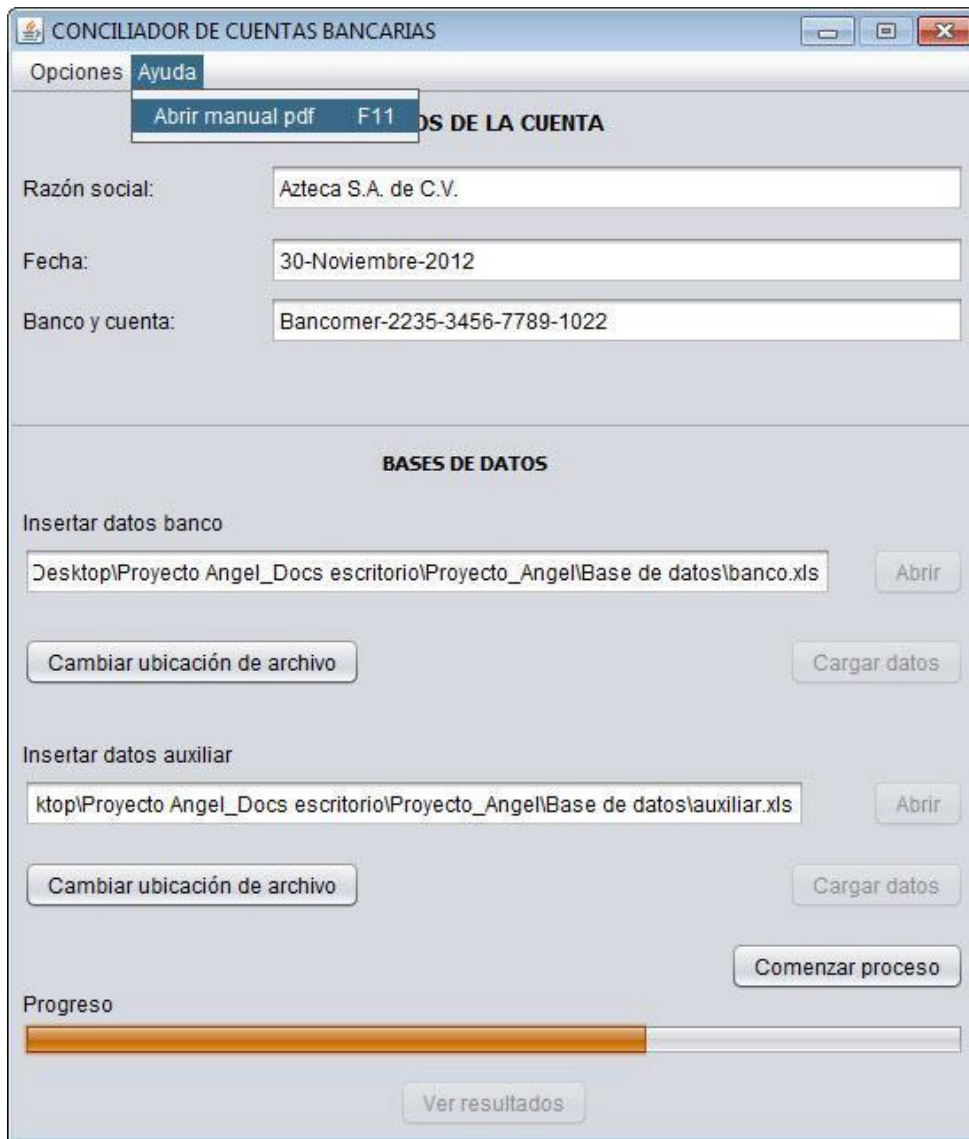 CONCILIADOR DE CUENTAS BANCARIAS
Opciones Ayuda
Abrir manual pdf F11
OS DE LA CUENTA
Razón social: Azteca S.A. de C.V.
Fecha: 30-Noviembre-2012
Banco y cuenta: Bancomer-2235-3456-7789-1022
BASES DE DATOS
Insertar datos banco
Desktop\Proyecto Angel_Docs escritorio\Proyecto_Angel\Base de datos\banco.xls Abrir
Cambiar ubicación de archivo Cargar datos
Insertar datos auxiliar
ktop\Proyecto Angel_Docs escritorio\Proyecto_Angel\Base de datos\auxiliar.xls Abrir
Cambiar ubicación de archivo Cargar datos
Comenzar proceso
Progreso
Ver resultados